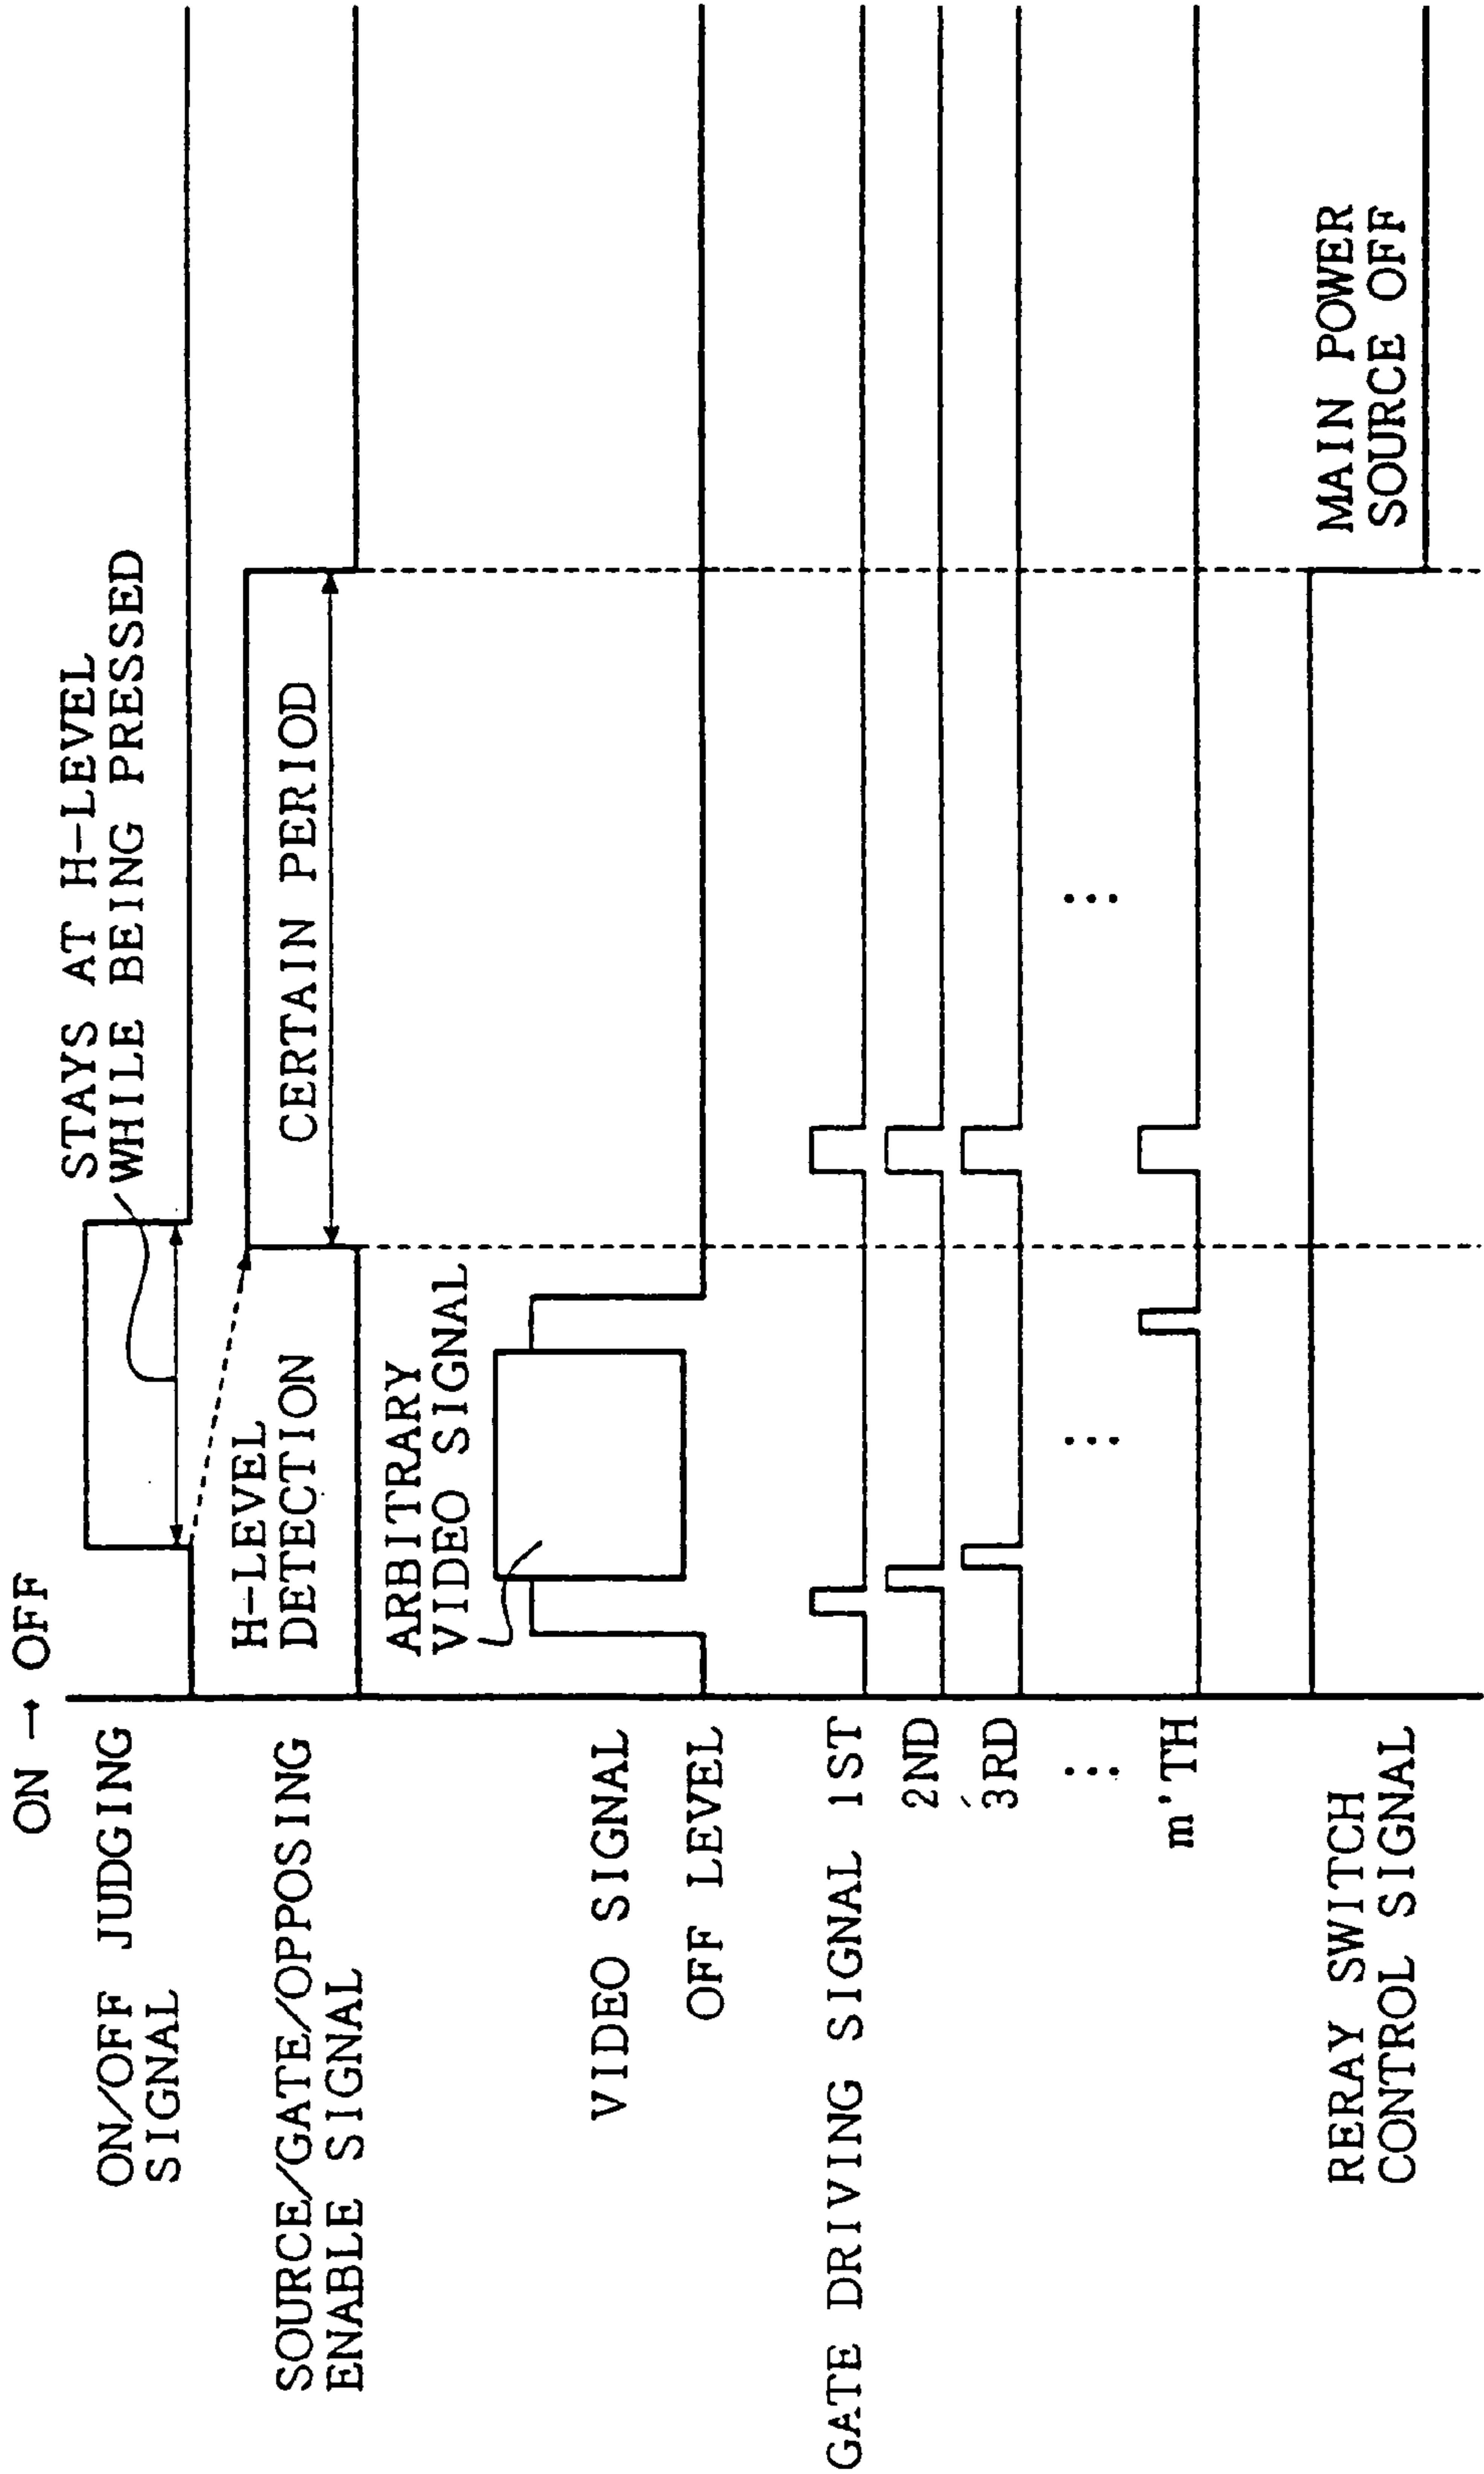 ON → OFF
ON/OFF JUDGING
SIGNAL
STAYS AT H-LEVEL
WHILE BEING PRESSED
SOURCE/GATE/OPPOSING
ENABLE SIGNAL
H-LEVEL
DETECTION
CERTAIN PERIOD
ARBITRARY
VIDEO SIGNAL
VIDEO SIGNAL
OFF LEVEL
GATE DRIVING SIGNAL 1ST
2ND
3RD
m'TH
RERAY SWITCH
CONTROL SIGNAL
MAIN POWER
SOURCE OFF